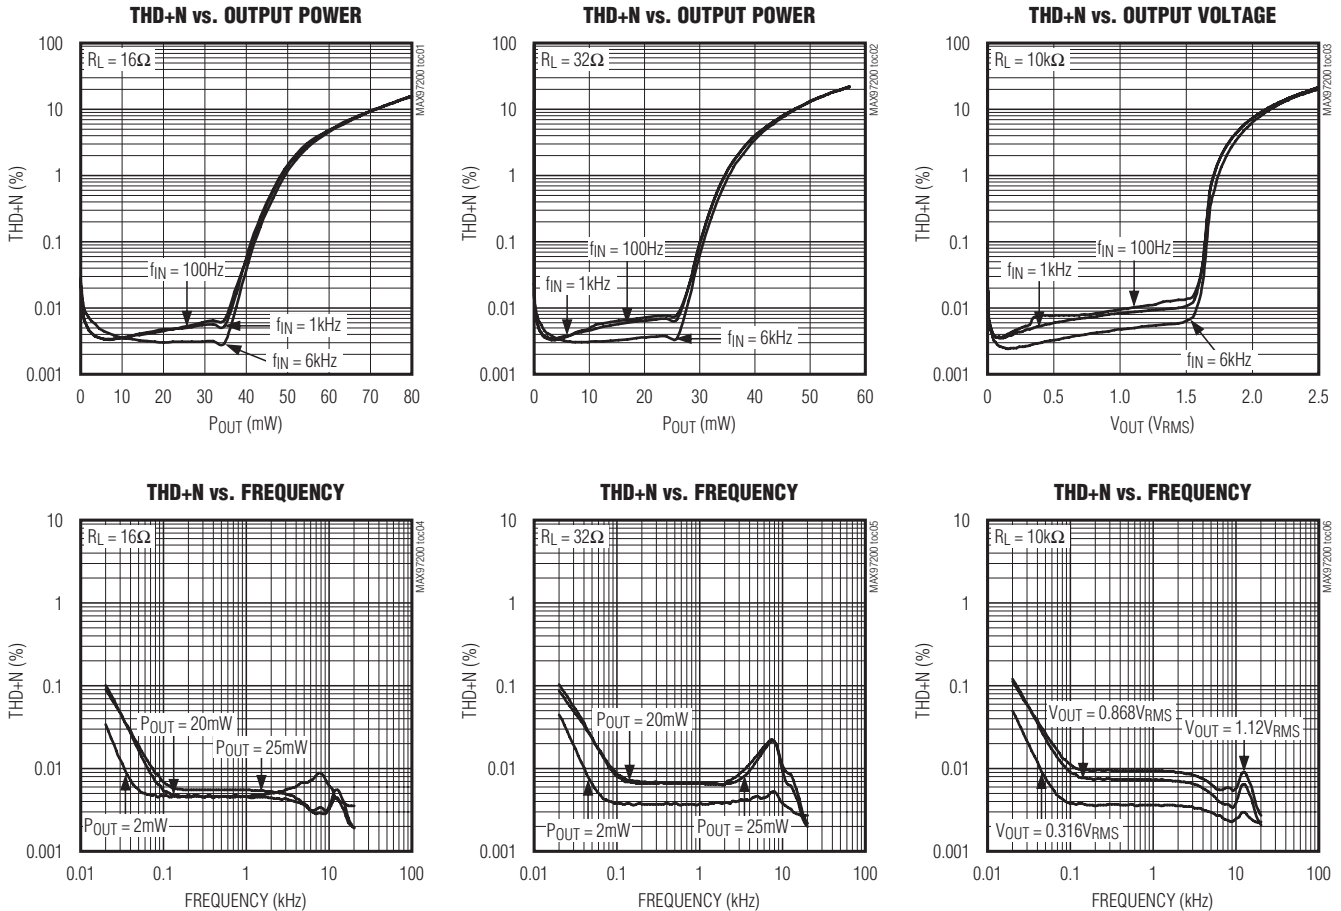 THD+N vs. OUTPUT POWER
RL = 16Ω
MAX97200 toc01
THD+N (%)
100
10
1
0.1
0.01
0.001
fIN = 100Hz
fIN = 1kHz
fIN = 6kHz
0 10 20 30 40 50 60 70 80
POUT (mW)
THD+N vs. OUTPUT POWER
RL = 32Ω
MAX97200 toc02
THD+N (%)
100
10
1
0.1
0.01
0.001
fIN = 100Hz
fIN = 1kHz
fIN = 6kHz
0 10 20 30 40 50 60
POUT (mW)
THD+N vs. OUTPUT VOLTAGE
RL = 10kΩ
MAX97200 toc03
THD+N (%)
100
10
1
0.1
0.01
0.001
fIN = 100Hz
fIN = 1kHz
fIN = 6kHz
0 0.5 1.0 1.5 2.0 2.5
VOUT (VRMS)
THD+N vs. FREQUENCY
RL = 16Ω
MAX97200 toc04
THD+N (%)
10
1
0.1
0.01
0.001
POUT = 20mW
POUT = 25mW
POUT = 2mW
0.01 0.1 1 10 100
FREQUENCY (kHz)
THD+N vs. FREQUENCY
RL = 32Ω
MAX97200 toc05
THD+N (%)
10
1
0.1
0.01
0.001
POUT = 20mW
POUT = 2mW
POUT = 25mW
0.01 0.1 1 10 100
FREQUENCY (kHz)
THD+N vs. FREQUENCY
RL = 10kΩ
MAX97200 toc06
THD+N (%)
10
1
0.1
0.01
0.001
VOUT = 0.868VRMS
VOUT = 1.12VRMS
VOUT = 0.316VRMS
0.01 0.1 1 10 100
FREQUENCY (kHz)